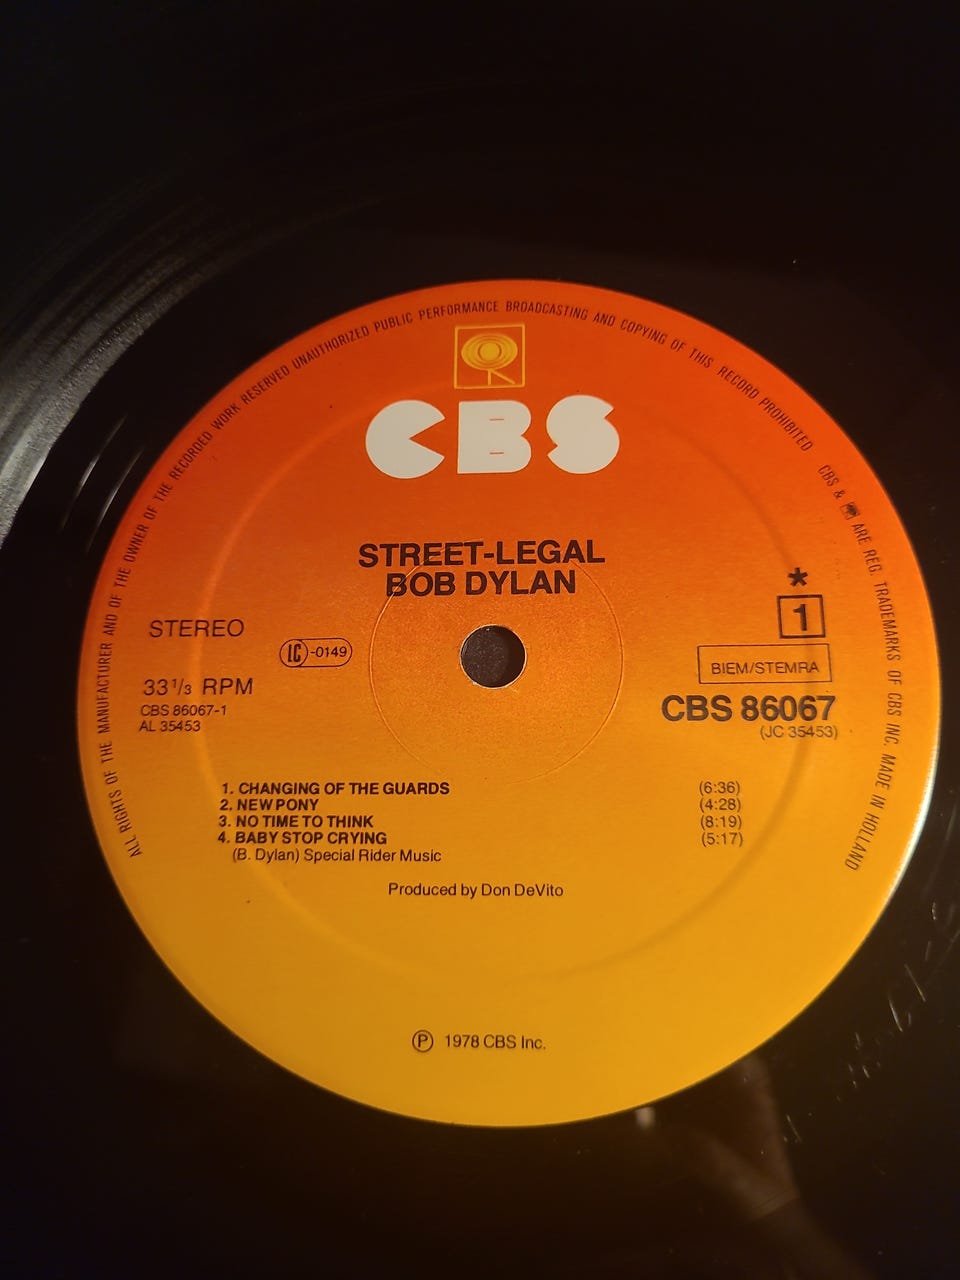 ALL RIGHTS OF THE MANUFACTURER AND OF THE OWNER OF THE RECORDED WORK RESERVED UNAUTHORIZED PUBLIC PERFORMANCE BROADCASTING AND COPYING OF THIS RECORD PROHIBITED
CBS & ARE REG. TRADEMARKS OF CBS INC. MADE IN HOLLAND
CBS
STREET-LEGAL
BOB DYLAN
STEREO
LC-0149
33 1/3 RPM
CBS 86067-1
AL 35453
*
1
BIEM/STEMRA
CBS 86067
(JC 35453)
1. CHANGING OF THE GUARDS (6:36)
2. NEW PONY (4:28)
3. NO TIME TO THINK (8:19)
4. BABY STOP CRYING (5:17)
(B. Dylan) Special Rider Music
Produced by Don DeVito
℗ 1978 CBS Inc.